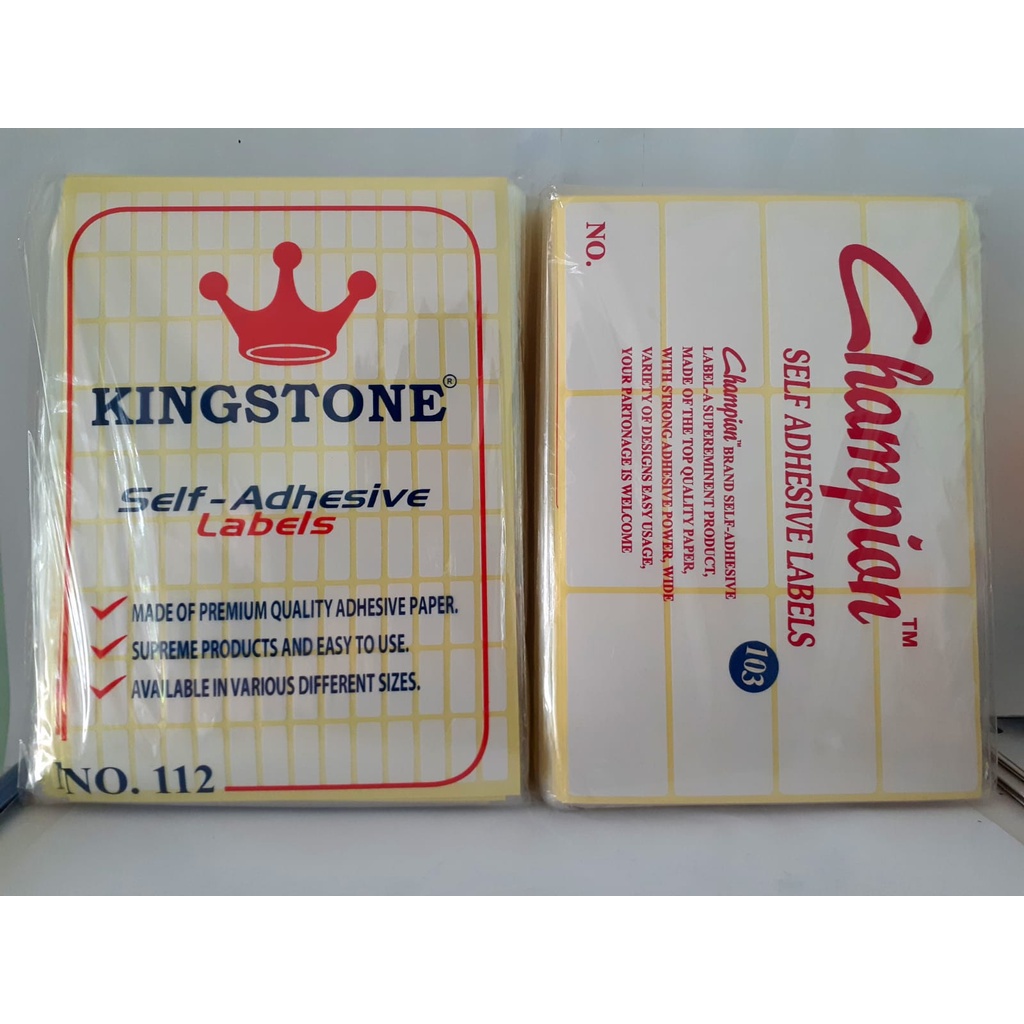 KINGSTONE®
Self-Adhesive
Labels
MADE OF PREMIUM QUALITY ADHESIVE PAPER.
SUPREME PRODUCTS AND EASY TO USE.
AVAILABLE IN VARIOUS DIFFERENT SIZES.
NO. 112
Champion™
SELF ADHESIVE LABELS
103
Champion™ BRAND SELF-ADHESIVE
LABEL-A SUPEREMINENT PRODUCT,
MADE OF THE TOP QUALITY PAPER,
WITH STRONG ADHESIVE POWER, WIDE
VARIETY OF DESIGNS EASY USAGE,
YOUR PARTONAGE IS WELCOME
NO.